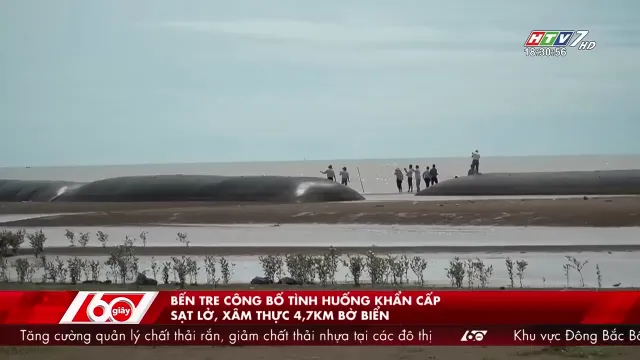 HTV7 HD
18:30:56
60 giây
BẾN TRE CÔNG BỐ TÌNH HUỐNG KHẨN CẤP
SẠT LỞ, XÂM THỰC 4,7KM BỜ BIỂN
Tăng cường quản lý chất thải rắn, giảm chất thải nhựa tại các đô thị 60 Khu vực Đông Bắc Bộ